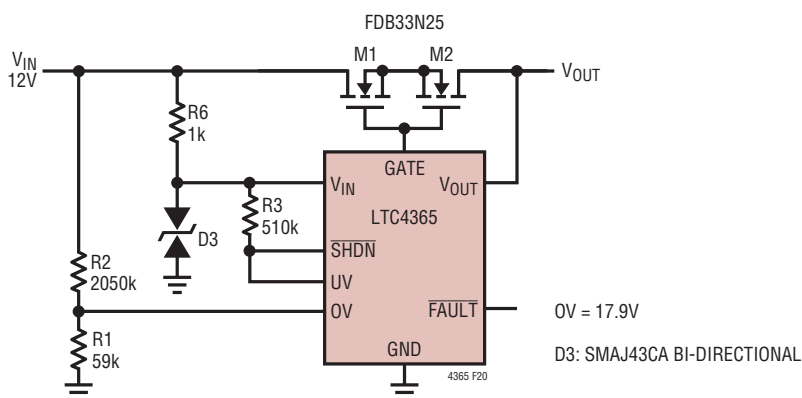 FDB33N25
M1
M2
VIN
12V
VOUT
R6
1k
GATE
VIN
VOUT
R3
510k
LTC4365
D3
SHDN
R2
2050k
UV
OV
FAULT
OV = 17.9V
R1
59k
GND
D3: SMAJ43CA BI-DIRECTIONAL
4365 F20